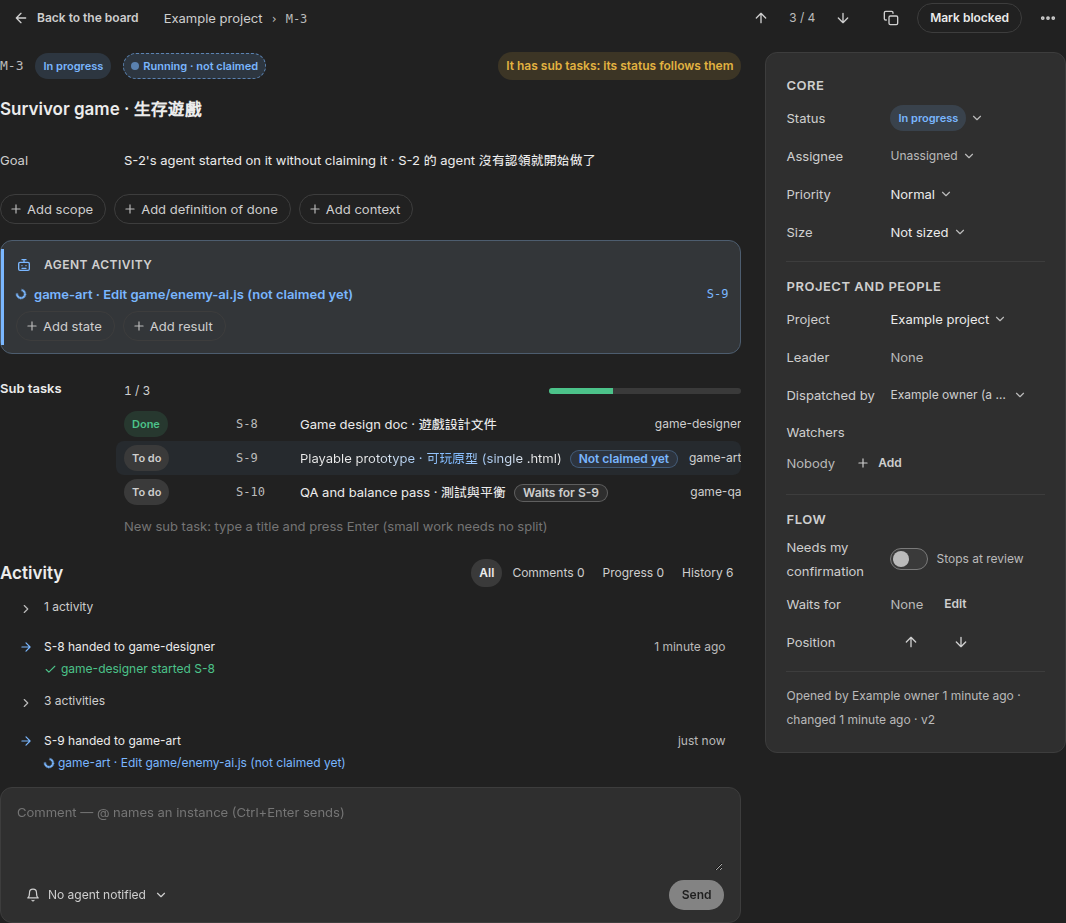 Back to the board
Example project › M-3
3 / 4
Mark blocked
M-3
In progress
Running · not claimed
It has sub tasks: its status follows them
Survivor game · 生存遊戲
Goal
S-2's agent started on it without claiming it · S-2 的 agent 沒有認領就開始做了
+ Add scope
+ Add definition of done
+ Add context
AGENT ACTIVITY
game-art · Edit game/enemy-ai.js (not claimed yet)
S-9
+ Add state
+ Add result
Sub tasks
1 / 3
Done S-8 Game design doc · 遊戲設計文件 game-designer
To do S-9 Playable prototype · 可玩原型 (single .html) Not claimed yet game-art
To do S-10 QA and balance pass · 測試與平衡 Waits for S-9 game-qa
New sub task: type a title and press Enter (small work needs no split)
Activity
All
Comments 0
Progress 0
History 6
1 activity
S-8 handed to game-designer 1 minute ago
game-designer started S-8
3 activities
S-9 handed to game-art just now
game-art · Edit game/enemy-ai.js (not claimed yet)
Comment — @ names an instance (Ctrl+Enter sends)
No agent notified
Send
CORE
Status In progress
Assignee Unassigned
Priority Normal
Size Not sized
PROJECT AND PEOPLE
Project Example project
Leader None
Dispatched by Example owner (a ...
Watchers
Nobody + Add
FLOW
Needs my
confirmation
Stops at review
Waits for None Edit
Position
Opened by Example owner 1 minute ago ·
changed 1 minute ago · v2